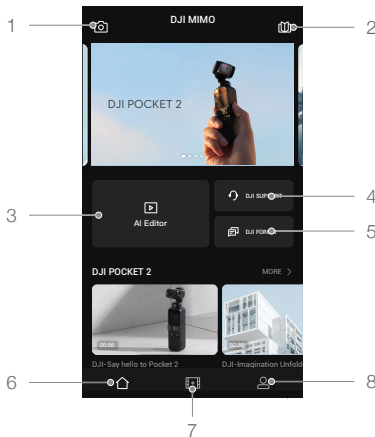 DJI MIMO
1
2
DJI POCKET 2
3
AI Editor
DJI SUPPORT
4
DJI FORUM
5
DJI POCKET 2
MORE
00:56
DJI-Say hello to Pocket 2
DJI-Imagination Unfold
6
7
8